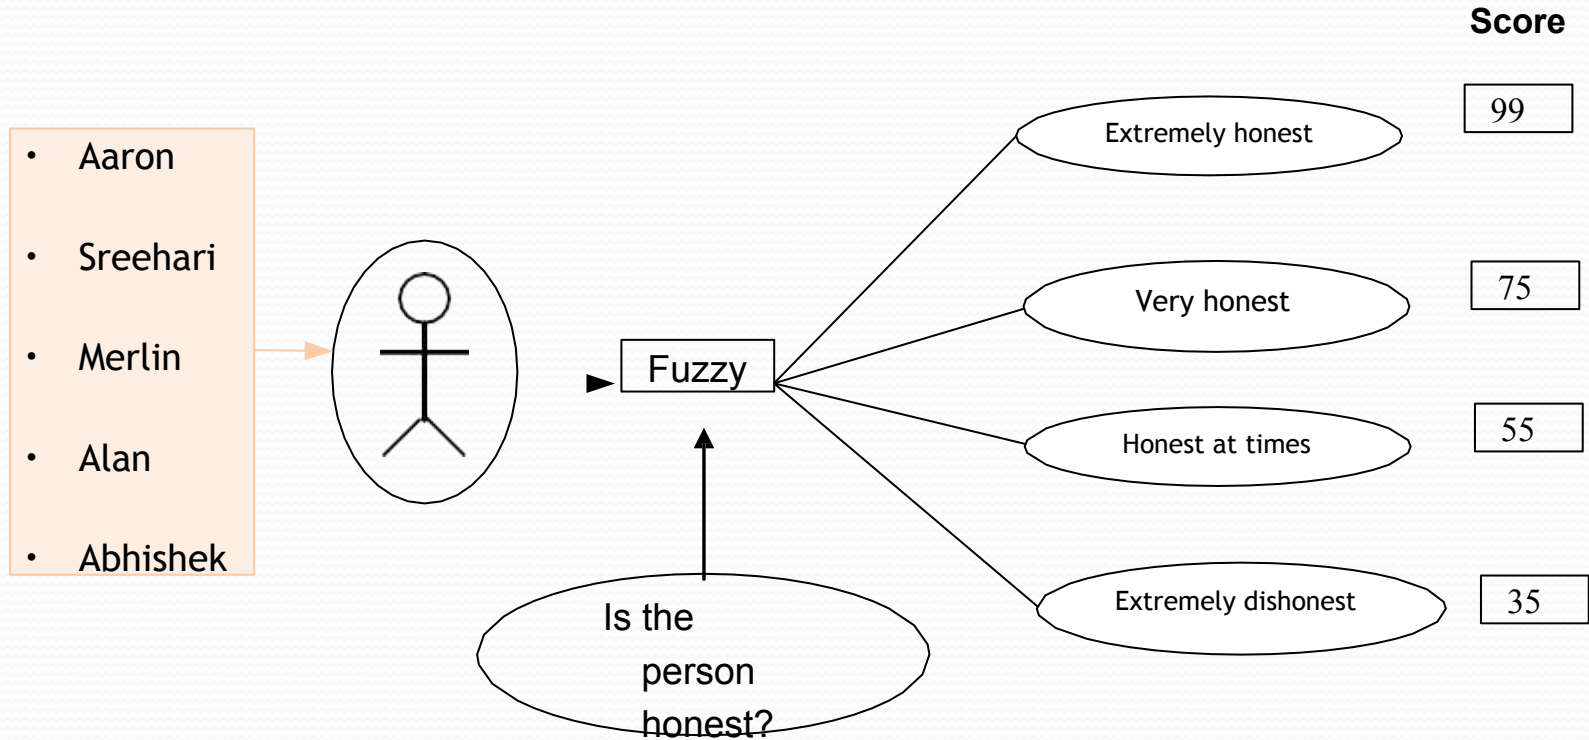 Score
• Aaron
• Sreehari
• Merlin
• Alan
• Abhishek
Fuzzy
Is the
person
honest?
Extremely honest
99
Very honest
75
Honest at times
55
Extremely dishonest
35